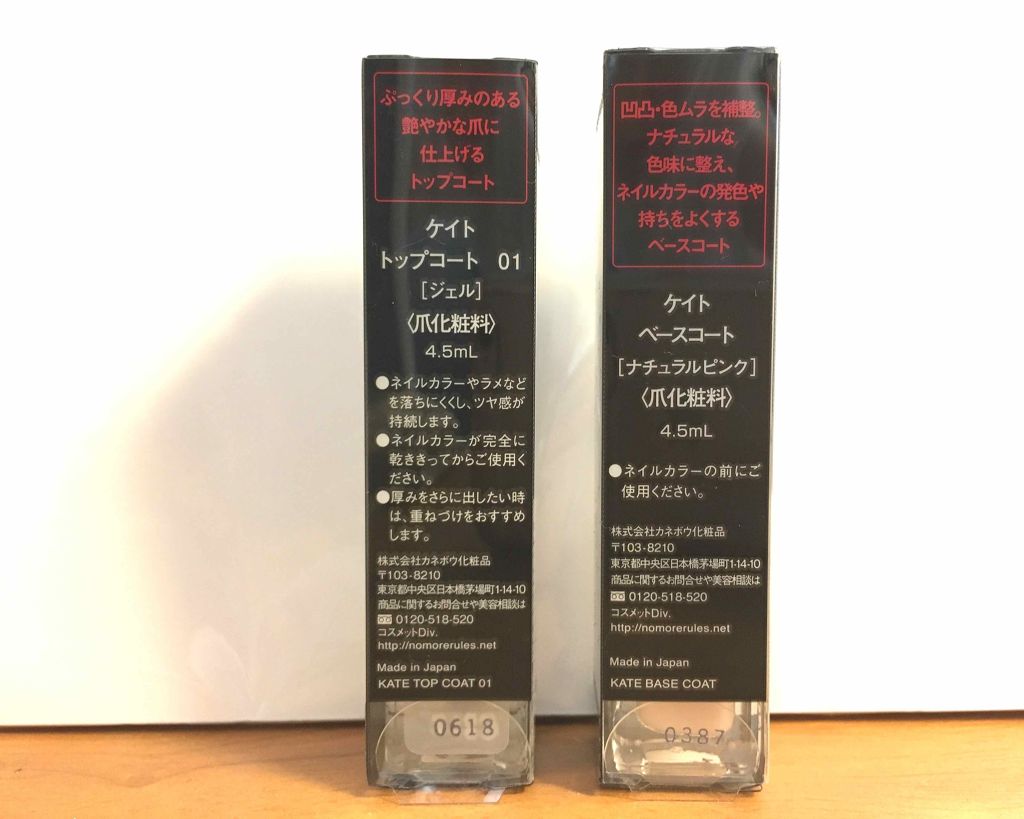 ぷっくり厚みのある
艶やかな爪に
仕上げる
トップコート
ケイト
トップコート 01
［ジェル］
〈爪化粧料〉
4.5mL
●ネイルカラーやラメなど
を落ちにくくし、ツヤ感が
持続します。
●ネイルカラーが完全に
乾ききってからご使用く
ださい。
●厚みをさらに出したい時
は、重ねづけをおすすめ
します。
株式会社カネボウ化粧品
〒103-8210
東京都中央区日本橋茅場町1-14-10
商品に関するお問合せや美容相談は
0120-518-520
コスメットDiv.
http://nomorerules.net
Made in Japan
KATE TOP COAT 01
0618
凹凸・色ムラを補整。
ナチュラルな
色味に整え、
ネイルカラーの発色や
持ちをよくする
ベースコート
ケイト
ベースコート
［ナチュラルピンク］
〈爪化粧料〉
4.5mL
●ネイルカラーの前にご
使用ください。
株式会社カネボウ化粧品
〒103-8210
東京都中央区日本橋茅場町1-14-10
商品に関するお問合せや美容相談は
0120-518-520
コスメットDiv.
http://nomorerules.net
Made in Japan
KATE BASE COAT
0387